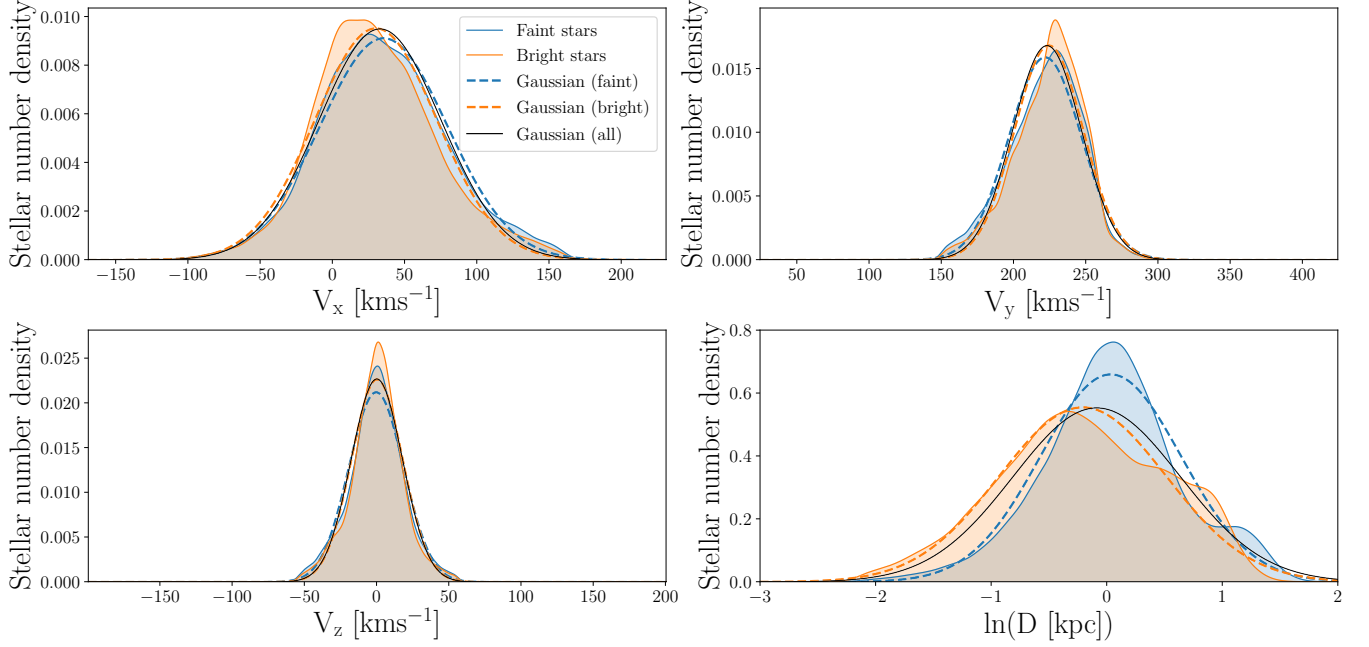 Stellar number density
0.010
0.008
0.006
0.004
0.002
0.000
Faint stars
Bright stars
Gaussian (faint)
Gaussian (bright)
Gaussian (all)
−150 −100 −50 0 50 100 150 200
Vₓ [kms⁻¹]
Stellar number density
0.015
0.010
0.005
0.000
50 100 150 200 250 300 350 400
V_y [kms⁻¹]
Stellar number density
0.025
0.020
0.015
0.010
0.005
0.000
−150 −100 −50 0 50 100 150 200
V_z [kms⁻¹]
Stellar number density
0.8
0.6
0.4
0.2
0.0
−3 −2 −1 0 1 2
ln(D [kpc])